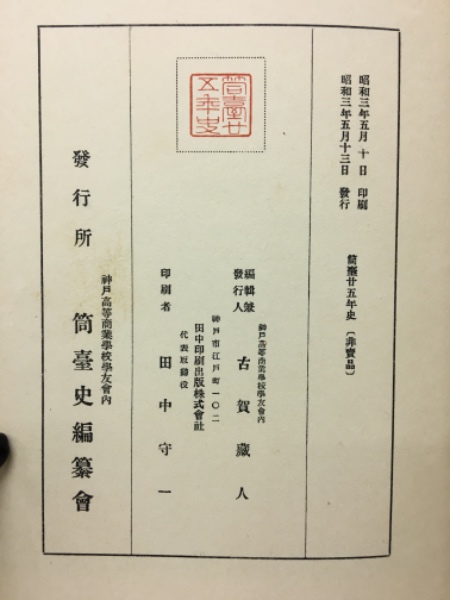 昭和三年五月十日 印刷
昭和三年五月十三日 發行
筒臺廿五年史〔非賣品〕
筒臺廿
五年史
神戸高等商業學校學友會内
編輯兼
發行人 古賀藏人
神戸市江戸町一〇二
田中印刷出版株式會社
代表取締役
印刷者 田中守一
神戸高等商業學校學友會内
發行所 筒臺史編纂會